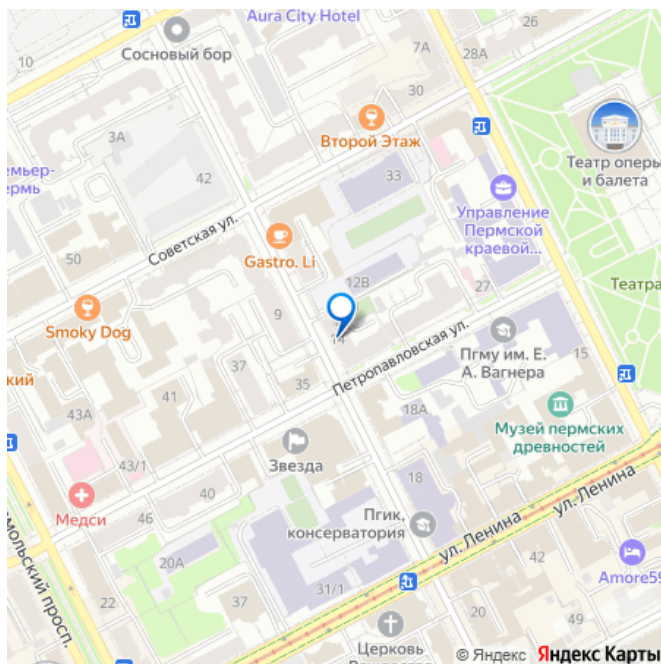 Aura City Hotel
10
Сосновый бор
7А
28А
30
Второй Этаж
3А
емьер-
ермь
42
33
Театр оперы
и балета
Управление
Пермской
краевой...
Советская ул.
Gastro. Li
50
12В
27
Театра
Smoky Dog
9
14
Петропавловская ул.
37
Пгму им. Е.
А. Вагнера
15
кий
41
35
43А
18А
Музей пермских
древностей
43/1
Звезда
18
Медси
40
46
Пгик,
консерватория
ул. Ленина
ул. Ленина
20А
42
31/1
Amore59
22
37
20
49
мольский просп.
Церковь
© Яндекс Яндекс Карты